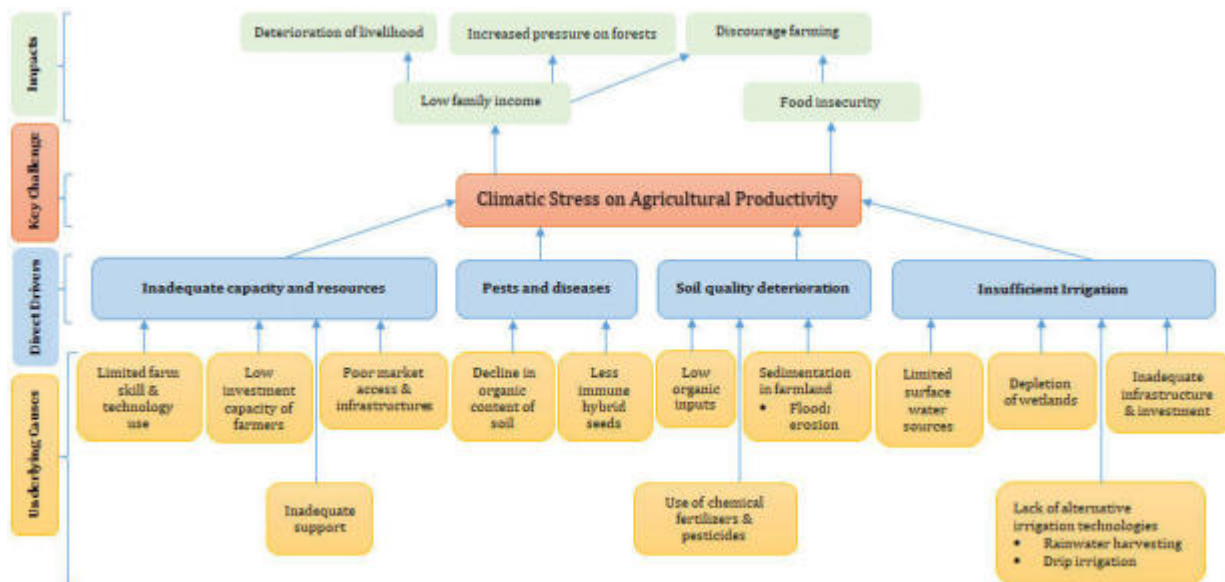 Impacts
Deterioration of livelihood
Increased pressure on forests
Discourage farming
Low family income
Food insecurity
Key Challenge
Climatic Stress on Agricultural Productivity
Direct Drivers
Inadequate capacity and resources
Pests and diseases
Soil quality deterioration
Insufficient Irrigation
Underlying Causes
Limited farm
skill &
technology
use
Low
investment
capacity of
farmers
Poor market
access &
infrastructures
Decline in
organic
content of
soil
Less
immune
hybrid
seeds
Low
organic
inputs
Sedimentation
in farmland
• Flood;
erosion
Limited
surface
water
sources
Depletion
of wetlands
Inadequate
infrastructure
& investment
Inadequate
support
Use of chemical
fertilizers &
pesticides
Lack of alternative
irrigation technologies
• Rainwater harvesting
• Drip irrigation